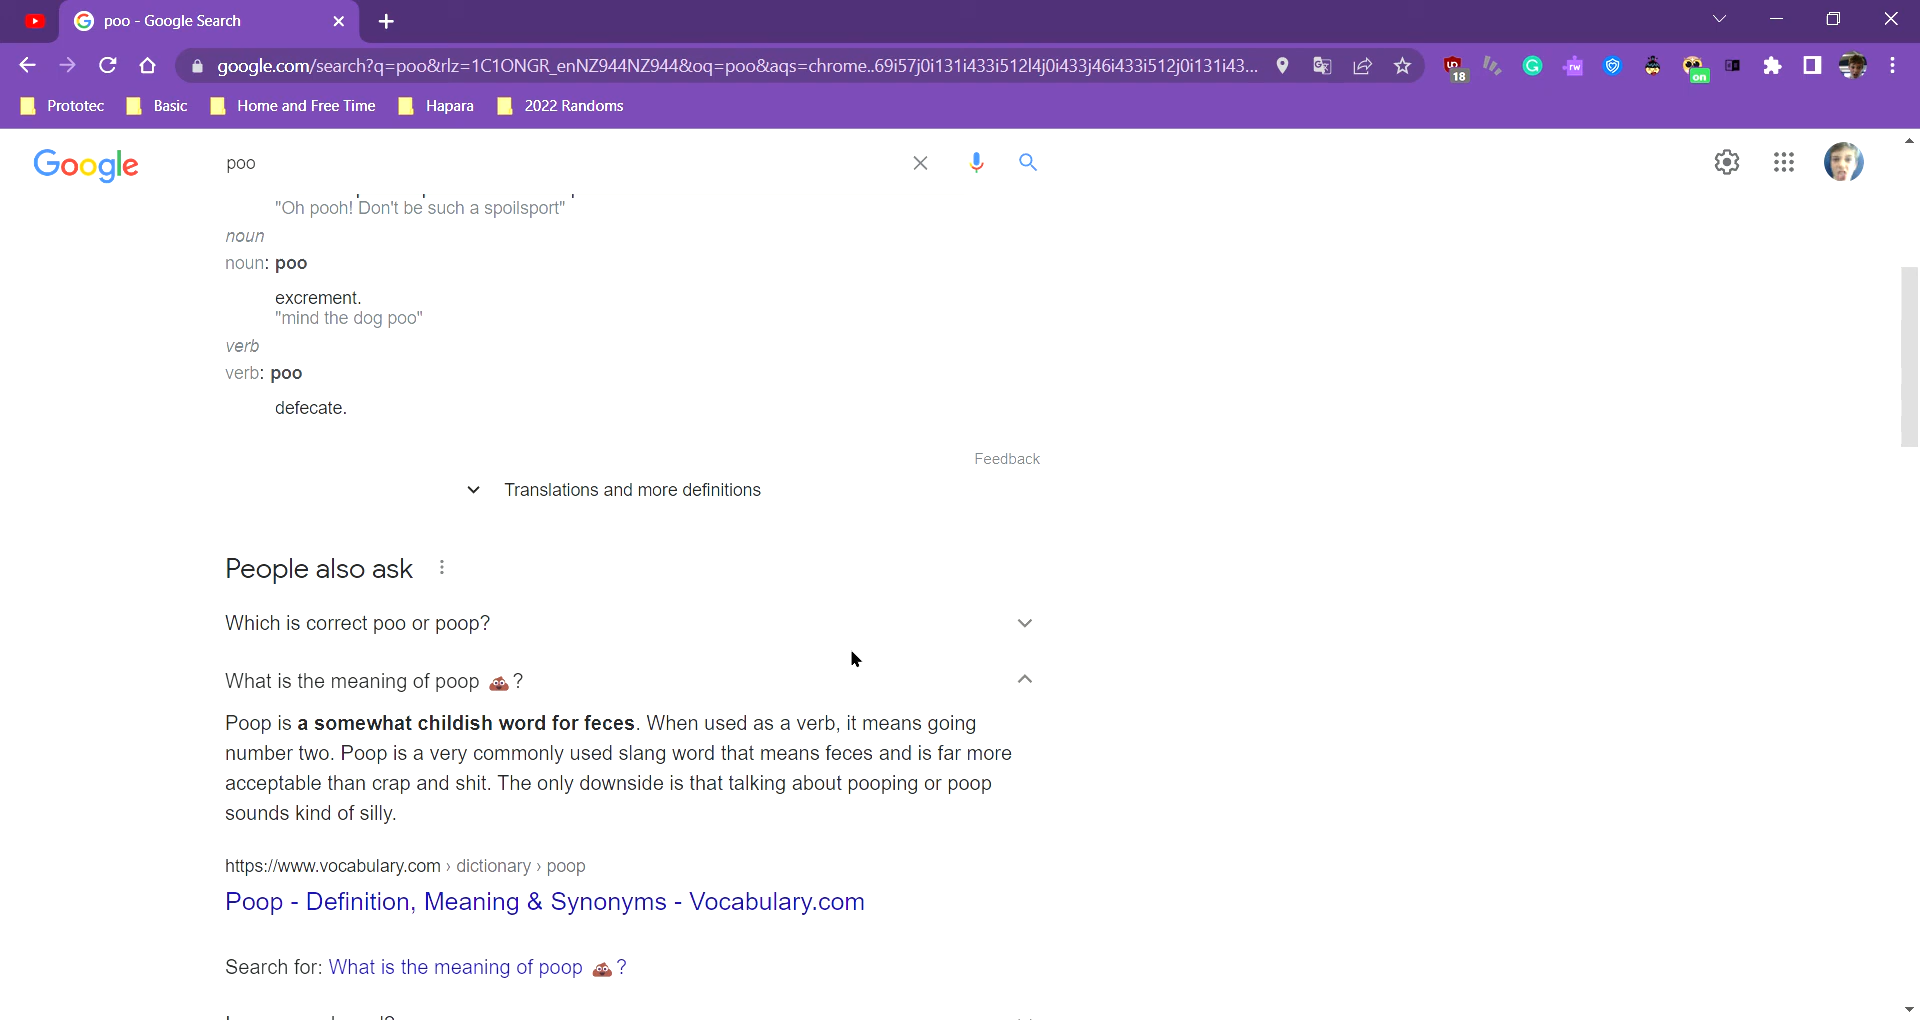 poo - Google Search
google.com/search?q=poo&rlz=1C1ONGR_enNZ944NZ944&oq=poo&aqs=chrome..69i57j0i131i433i512l4j0i433j46i433i512j0i131i43...
18
rw
on
Prototec Basic Home and Free Time Hapara 2022 Randoms
Google poo
"Oh pooh! Don't be such a spoilsport"
noun
noun: poo
excrement.
"mind the dog poo"
verb
verb: poo
defecate.
Feedback
Translations and more definitions
People also ask
Which is correct poo or poop?
What is the meaning of poop 💩?
Poop is a somewhat childish word for feces. When used as a verb, it means going
number two. Poop is a very commonly used slang word that means feces and is far more
acceptable than crap and shit. The only downside is that talking about pooping or poop
sounds kind of silly.
https://www.vocabulary.com › dictionary › poop
Poop - Definition, Meaning & Synonyms - Vocabulary.com
Search for: What is the meaning of poop 💩?